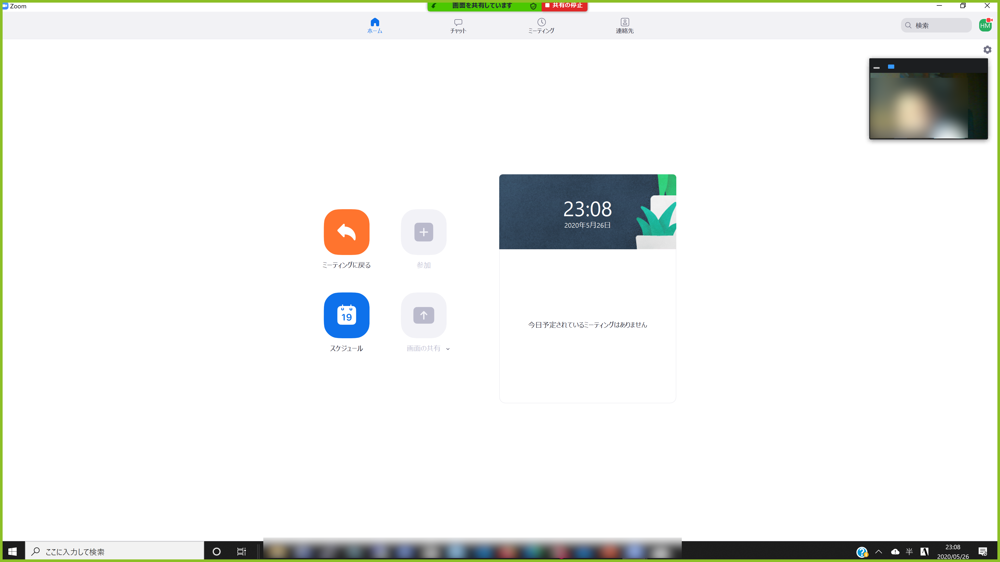 Zoom
画面を共有しています
共有の停止
ホーム
チャット
ミーティング
連絡先
検索
HM
23:08
2020年5月26日
ミーティングに戻る
参加
19
スケジュール
画面の共有
今日予定されているミーティングはありません
ここに入力して検索
半
A
23:08
2020/05/26